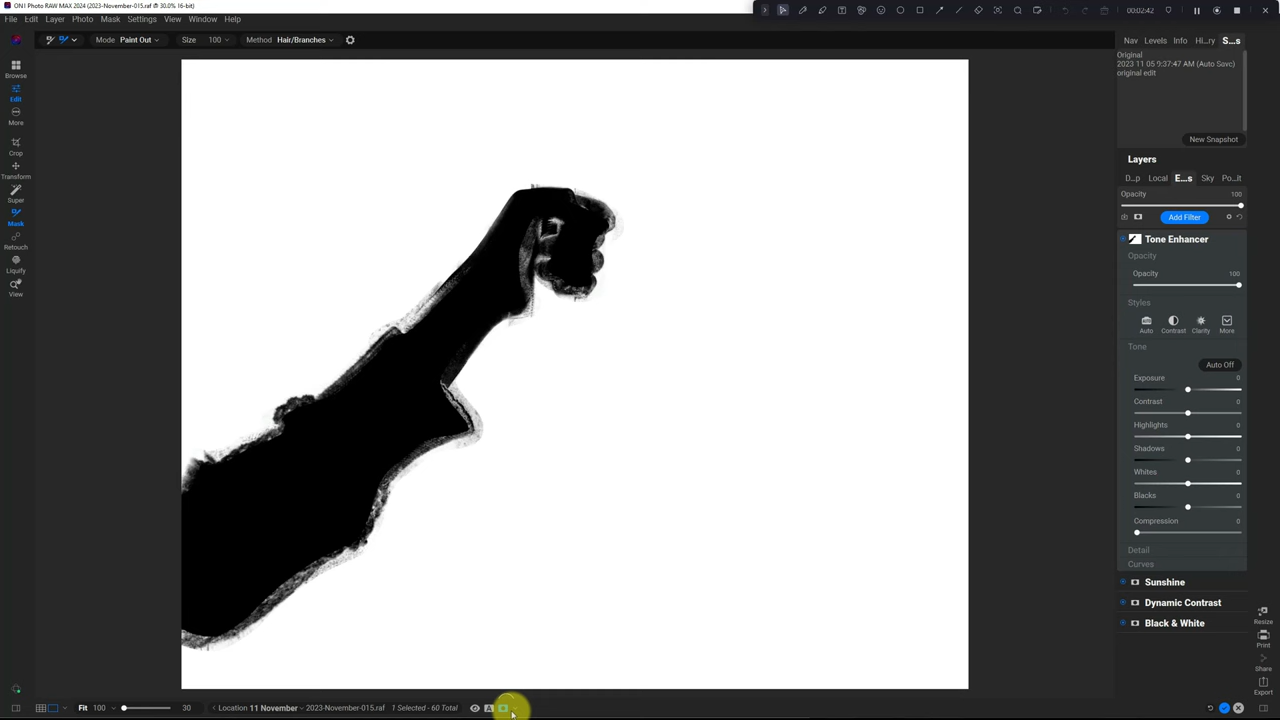 ON1 Photo RAW MAX 2024 (2023-November-015.raf @ 30.0% 16-bit)
00:02:42
File Edit Layer Photo Mask Settings View Window Help
Mode Paint Out Size 100 Method Hair/Branches
Nav Levels Info Hi...ry S...s
Browse
Edit
More
Crop
Transform
Super
Mask
Retouch
Liquify
View
Original
2023 11 05 9:37:47 AM (Auto Save)
original edit
New Snapshot
Layers
D...p Local E...s Sky Po...it
Opacity 100
Add Filter
Tone Enhancer
Opacity
Opacity 100
Styles
Auto Contrast Clarity More
Tone
Auto Off
Exposure 0
Contrast 0
Highlights 0
Shadows 0
Whites 0
Blacks 0
Compression 0
Detail
Curves
Sunshine
Dynamic Contrast
Black & White
Resize
Print
Share
Export
Fit 100 30 Location 11 November 2023-November-015.raf 1 Selected - 60 Total A